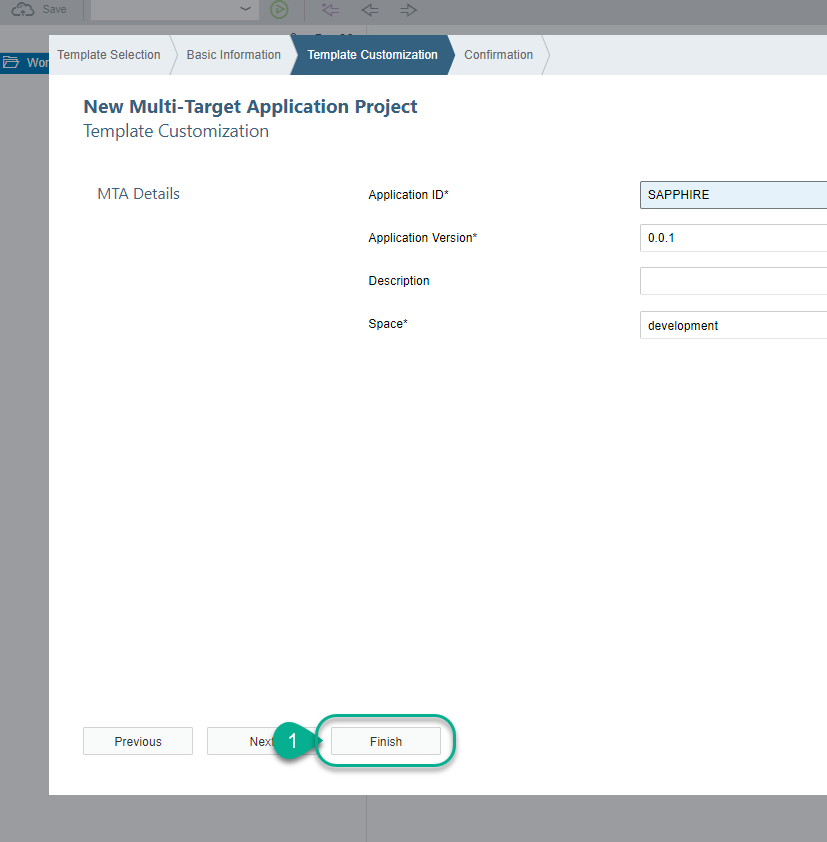 Save
Wor
Template Selection
Basic Information
Template Customization
Confirmation
New Multi-Target Application Project
Template Customization
MTA Details
Application ID*
SAPPHIRE
Application Version*
0.0.1
Description
Space*
development
Previous
Next
1
Finish